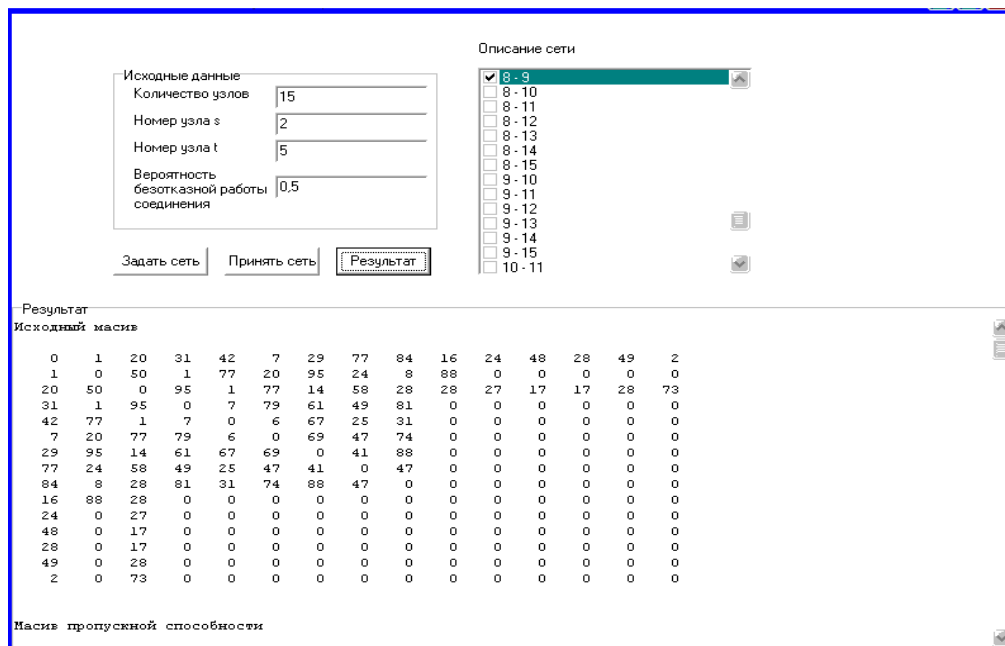 Описание сети
Исходные данные
Количество узлов 15
Номер узла s 2
Номер узла t 5
Вероятность
безотказной работы 0,5
соединения
Задать сеть Принять сеть Результат
8 - 9
8 - 10
8 - 11
8 - 12
8 - 13
8 - 14
8 - 15
9 - 10
9 - 11
9 - 12
9 - 13
9 - 14
9 - 15
10 - 11
Результат
Исходный масив
0 1 20 31 42 7 29 77 84 16 24 48 28 49 2
1 0 50 1 77 20 95 24 8 88 0 0 0 0 0
20 50 0 95 1 77 14 58 28 28 27 17 17 28 73
31 1 95 0 7 79 61 49 81 0 0 0 0 0 0
42 77 1 7 0 6 67 25 31 0 0 0 0 0 0
7 20 77 79 6 0 69 47 74 0 0 0 0 0 0
29 95 14 61 67 69 0 41 88 0 0 0 0 0 0
77 24 58 49 25 47 41 0 47 0 0 0 0 0 0
84 8 28 81 31 74 88 47 0 0 0 0 0 0 0
16 88 28 0 0 0 0 0 0 0 0 0 0 0 0
24 0 27 0 0 0 0 0 0 0 0 0 0 0 0
48 0 17 0 0 0 0 0 0 0 0 0 0 0 0
28 0 17 0 0 0 0 0 0 0 0 0 0 0 0
49 0 28 0 0 0 0 0 0 0 0 0 0 0 0
2 0 73 0 0 0 0 0 0 0 0 0 0 0 0
Масив пропускной способности